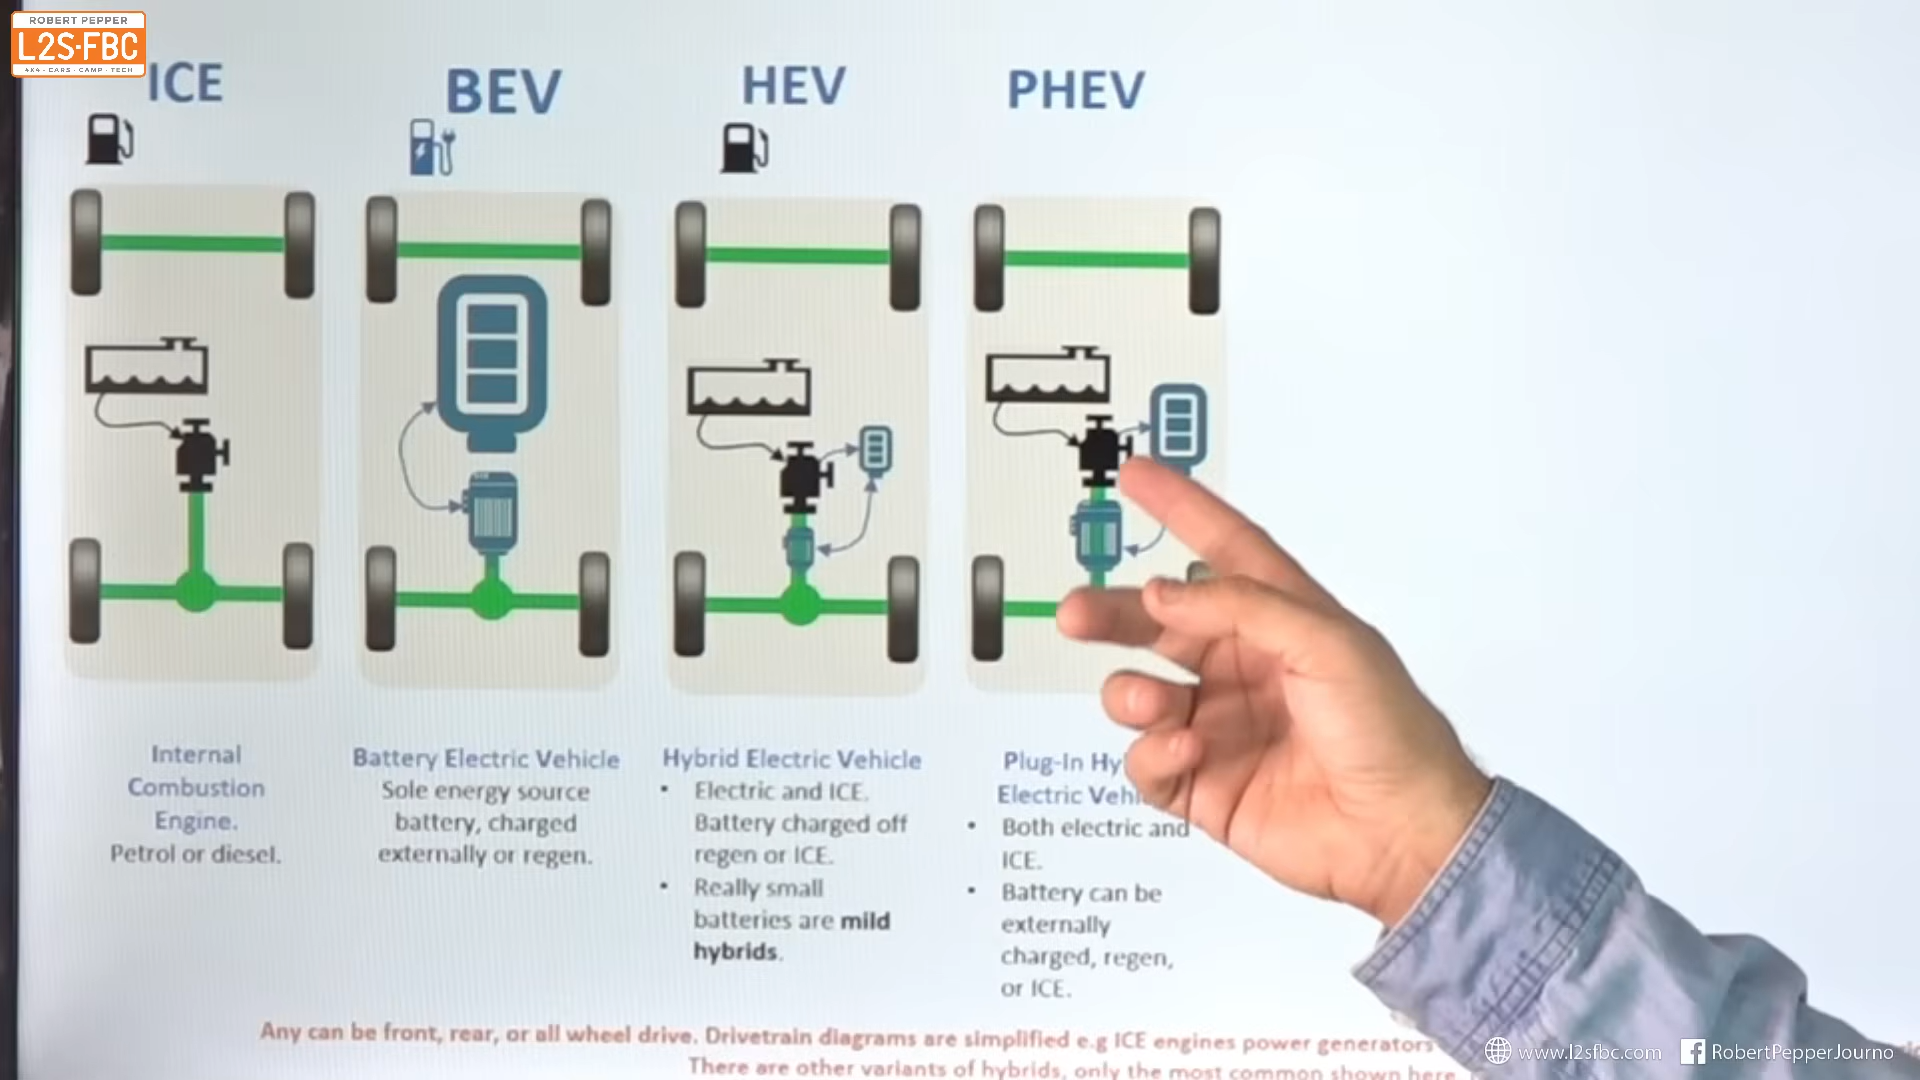 ROBERT PEPPER
L2S-FBC
4X4 - CARS - CAMP - TECH
ICE
BEV
HEV
PHEV
Internal
Combustion
Engine.
Petrol or diesel.
Battery Electric Vehicle
Sole energy source
battery, charged
externally or regen.
Hybrid Electric Vehicle
• Electric and ICE.
Battery charged off
regen or ICE.
• Really small
batteries are mild
hybrids.
Plug-In
Electric
• Both electric and
ICE.
• Battery can be
externally
charged, regen,
or ICE.
Any can be front, rear, or all wheel drive. Drivetrain diagrams are simplified e.g ICE engines power generators
There are other variants of hybrids, only the most common shown here.
www.l2sfbc.com
RobertPepperJourno